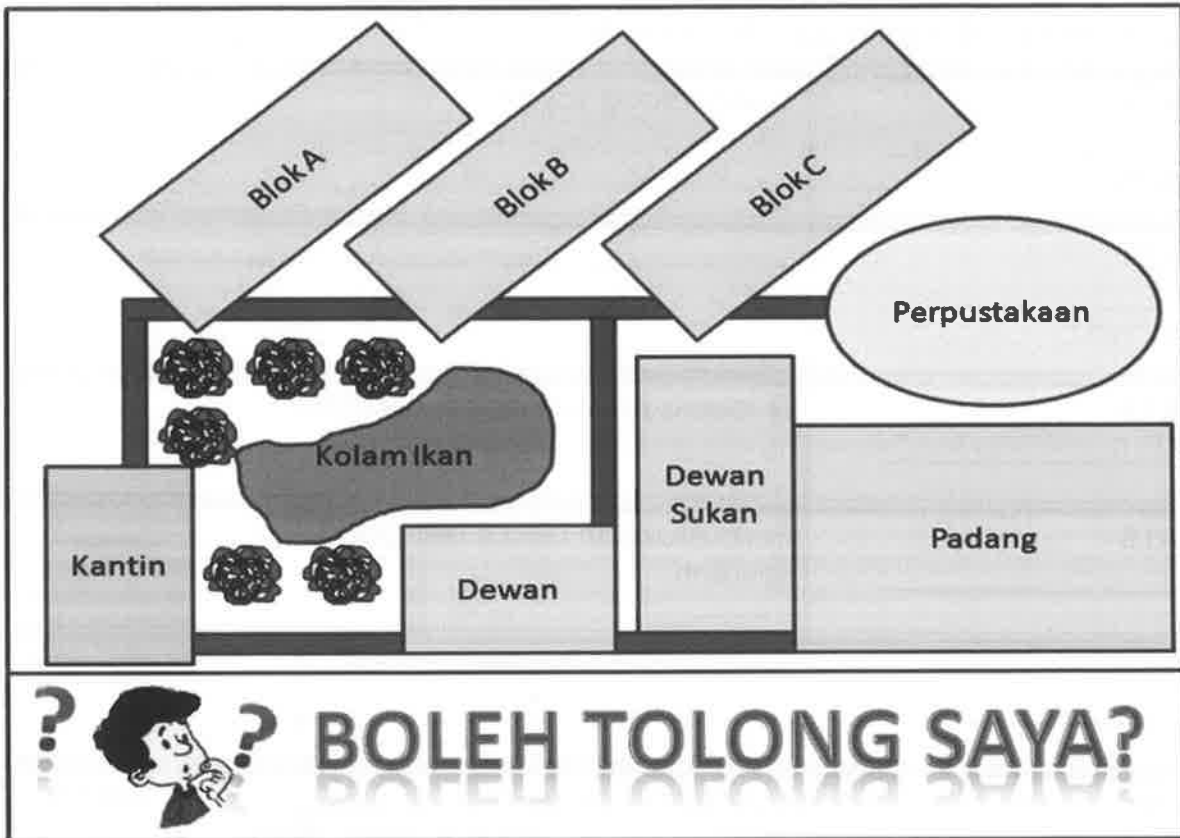 Blok A
Blok B
Blok C
Perpustakaan
Kolam Ikan
Dewan
Sukan
Padang
Kantin
Dewan
? ? BOLEH TOLONG SAYA?